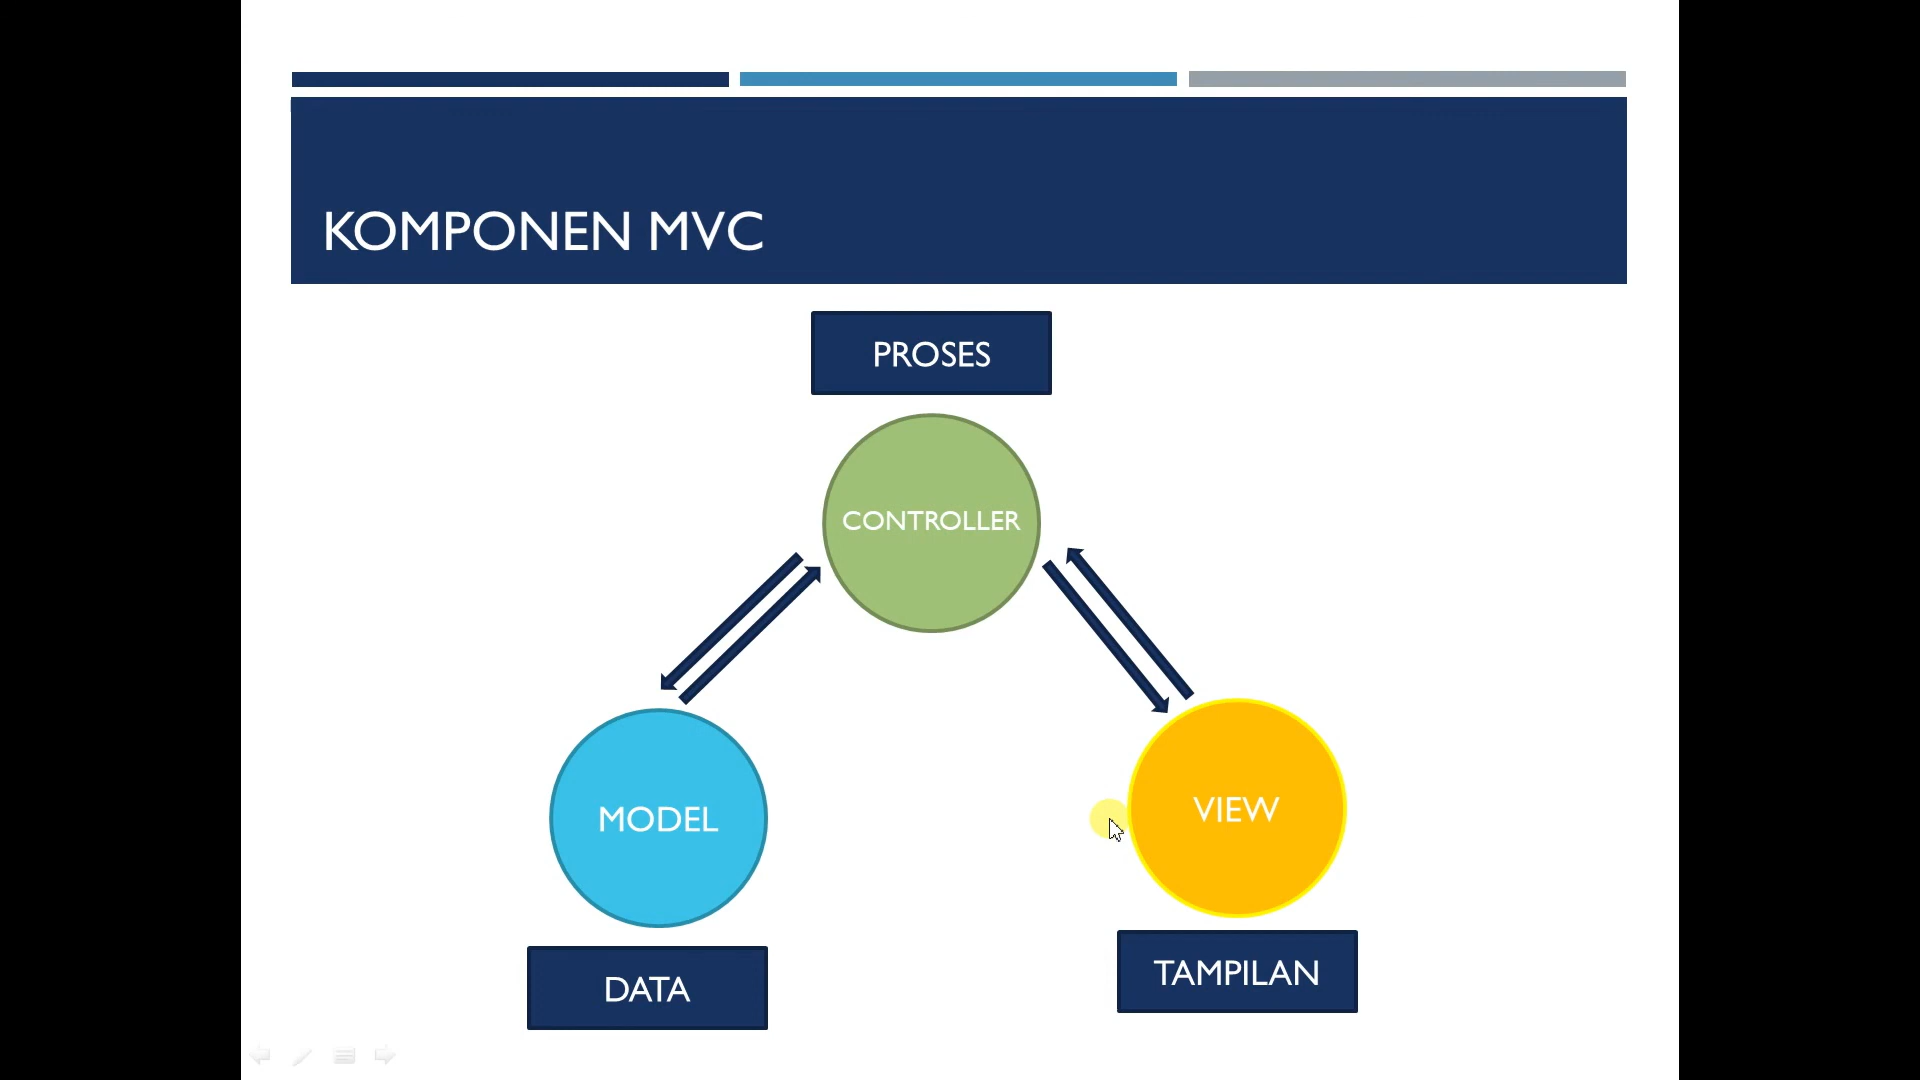 KOMPONEN MVC
PROSES
CONTROLLER
MODEL
VIEW
DATA
TAMPILAN